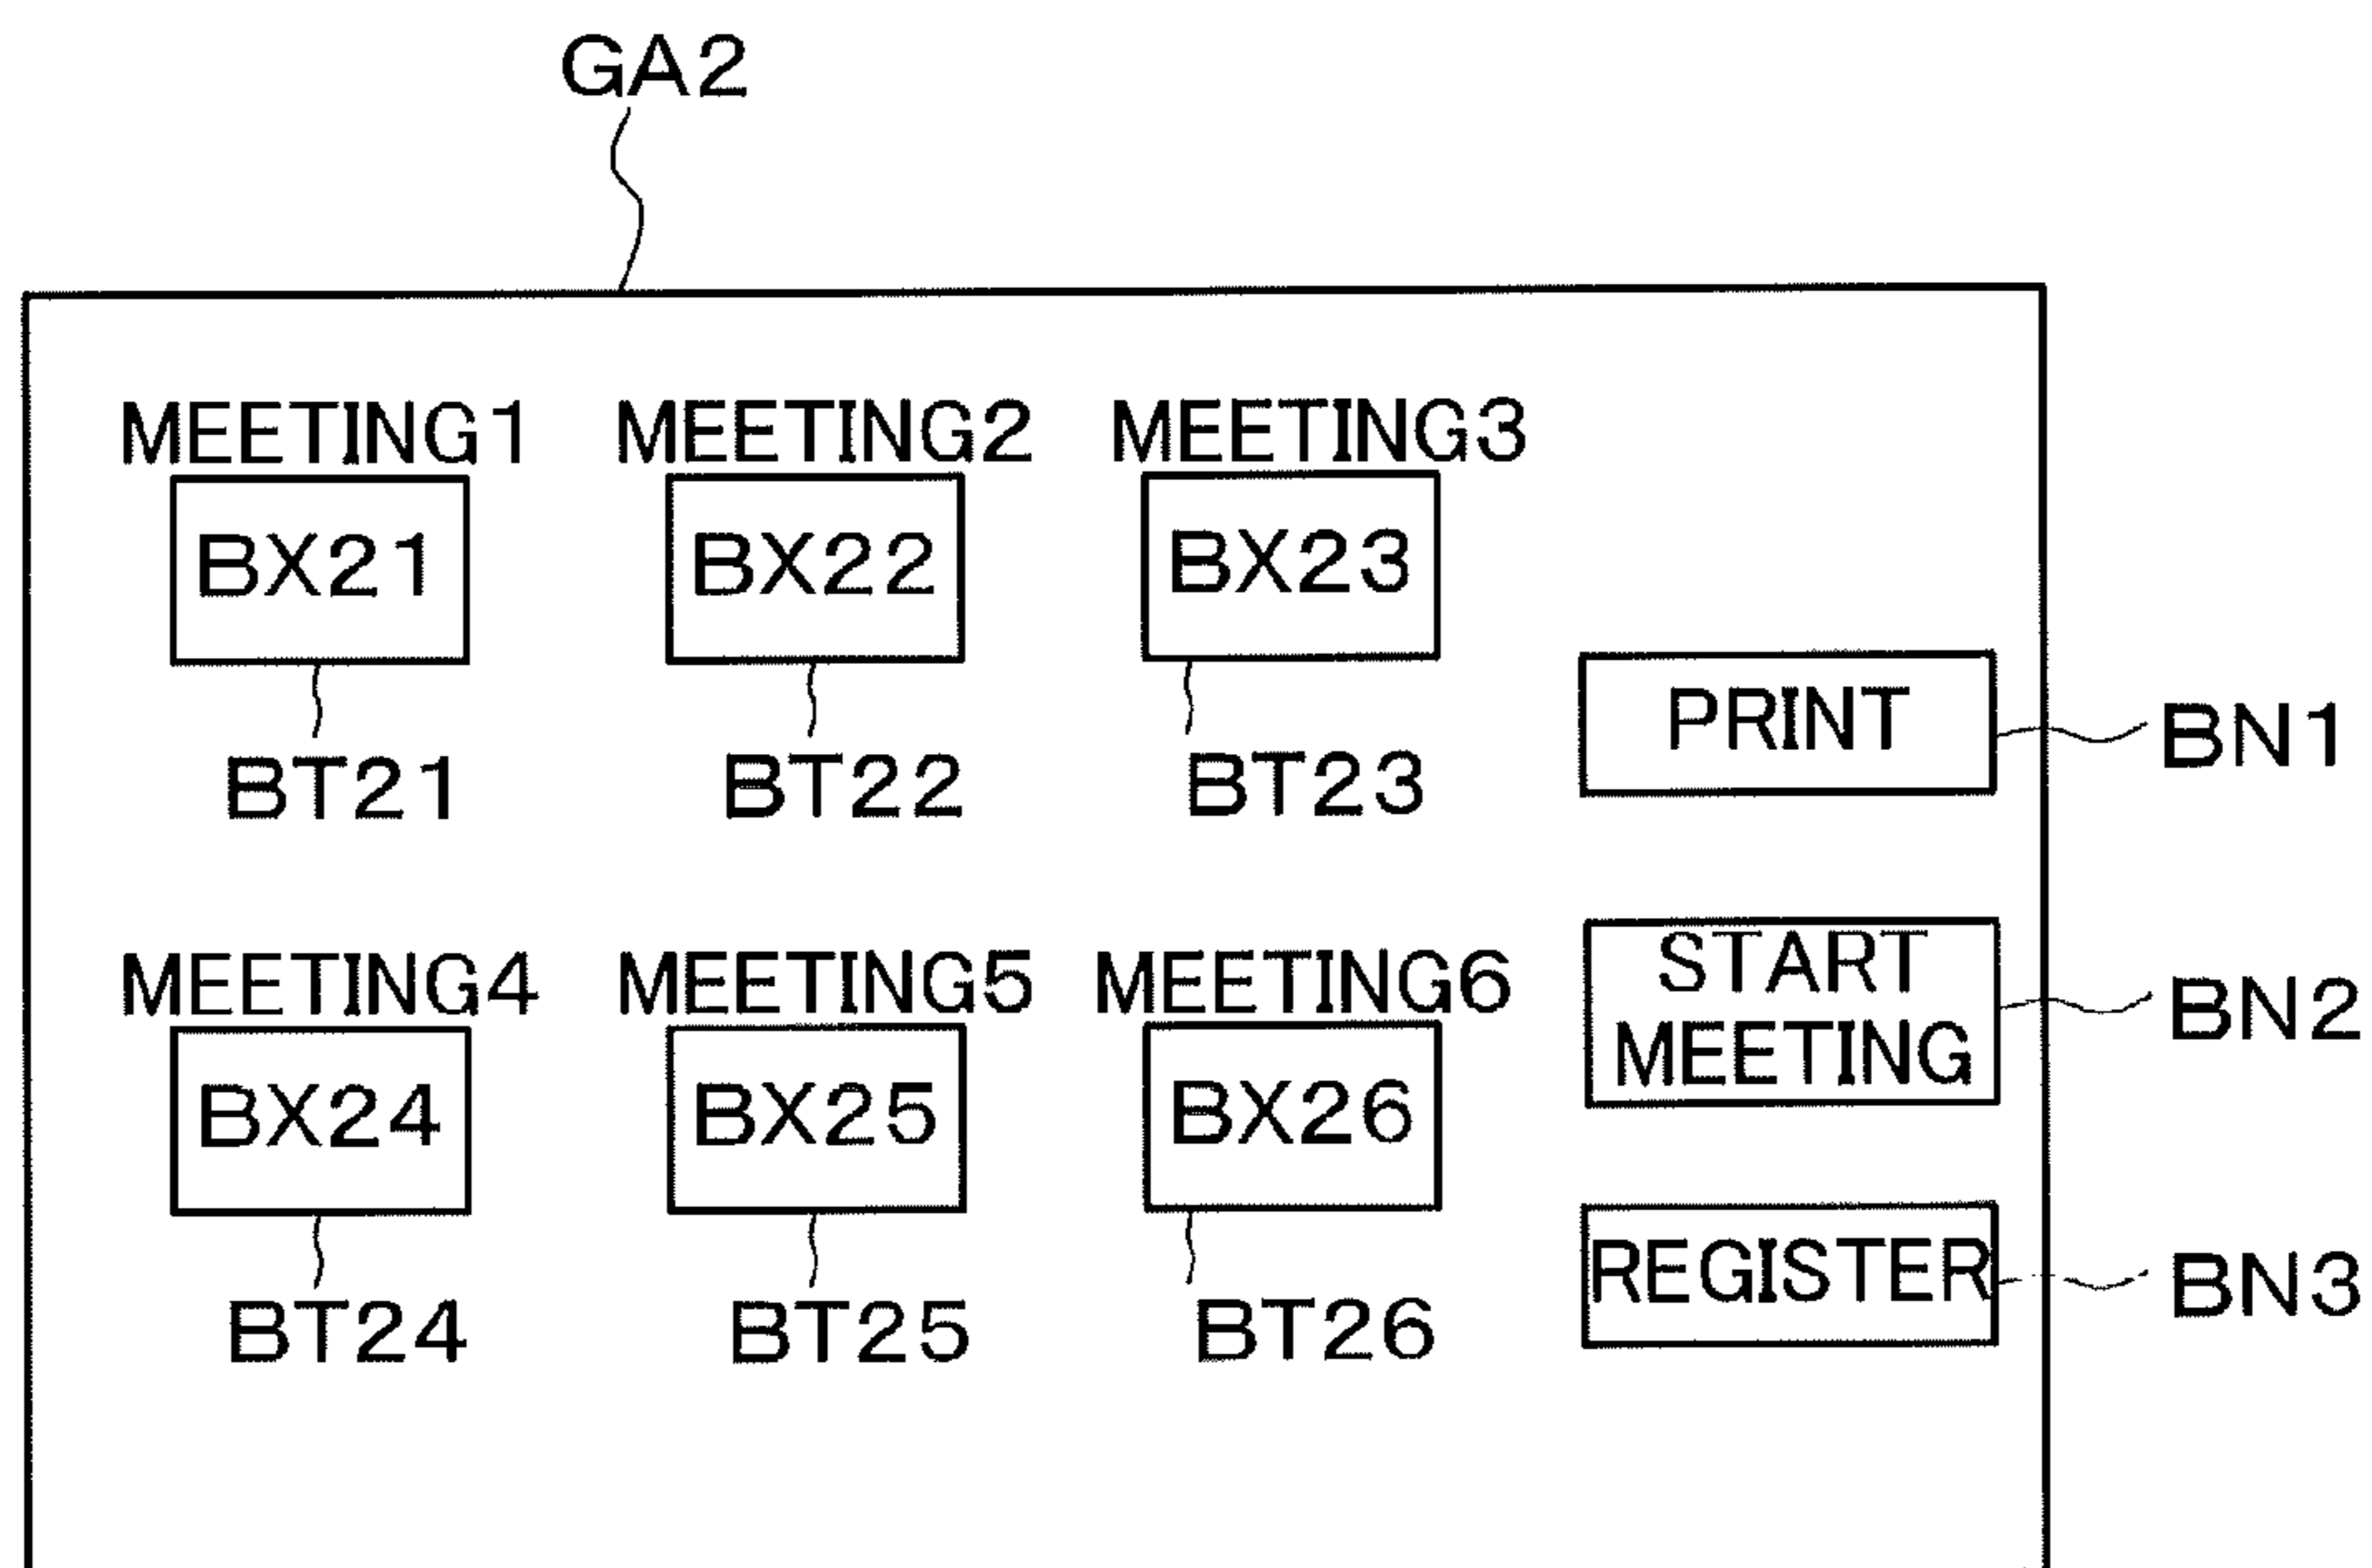 GA2
MEETING1 MEETING2 MEETING3
BX21 BX22 BX23
PRINT BN1
BT21 BT22 BT23
START
MEETING
BN2
MEETING4 MEETING5 MEETING6
BX24 BX25 BX26
REGISTER BN3
BT24 BT25 BT26